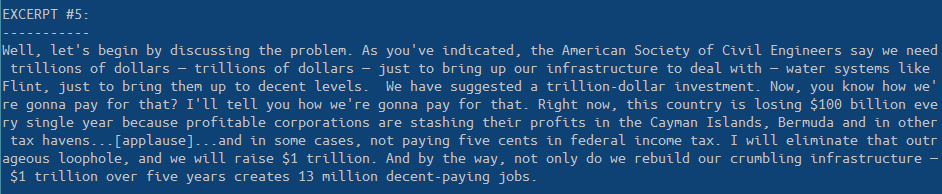 EXCERPT #5:
-----------
Well, let's begin by discussing the problem. As you've indicated, the American Society of Civil Engineers say we need
 trillions of dollars — trillions of dollars — just to bring up our infrastructure to deal with — water systems like
Flint, just to bring them up to decent levels.  We have suggested a trillion-dollar investment. Now, you know how we'
re gonna pay for that? I'll tell you how we're gonna pay for that. Right now, this country is losing $100 billion eve
ry single year because profitable corporations are stashing their profits in the Cayman Islands, Bermuda and in other
 tax havens...[applause]...and in some cases, not paying five cents in federal income tax. I will eliminate that outr
ageous loophole, and we will raise $1 trillion. And by the way, not only do we rebuild our crumbling infrastructure —
 $1 trillion over five years creates 13 million decent-paying jobs.